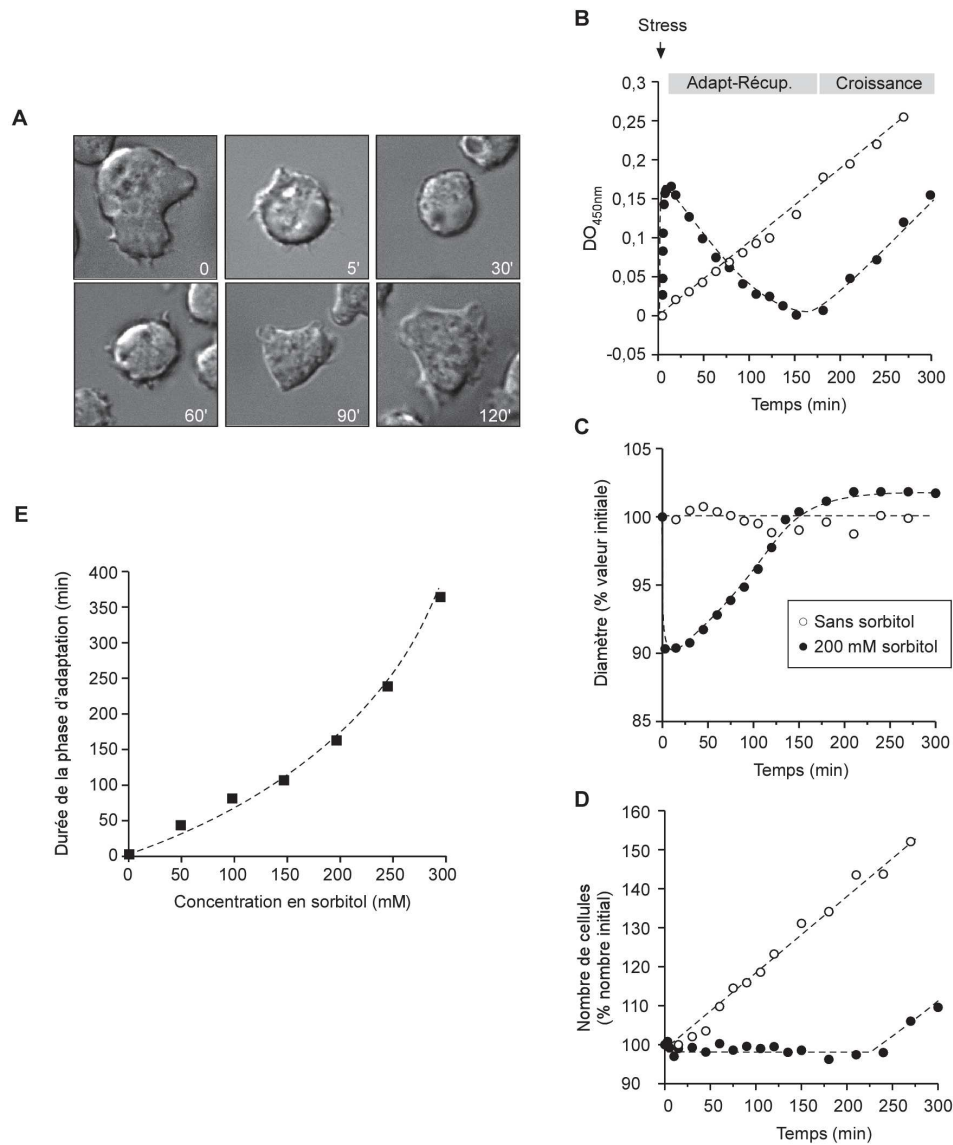 A
0
5'
30'
60'
90'
120'
B
Stress
Adapt-Récup.
Croissance
0,3
0,25
0,2
0,15
0,1
0,05
0
-0,05
DO450nm
0 50 100 150 200 250 300
Temps (min)
C
105
100
95
90
85
Diamètre (% valeur initiale)
Sans sorbitol
200 mM sorbitol
0 50 100 150 200 250 300
Temps (min)
D
160
150
140
130
120
110
100
90
Nombre de cellules
(% nombre initial)
0 50 100 150 200 250 300
Temps (min)
E
400
350
300
250
200
150
100
50
0
Durée de la phase d'adaptation (min)
0 50 100 150 200 250 300
Concentration en sorbitol (mM)